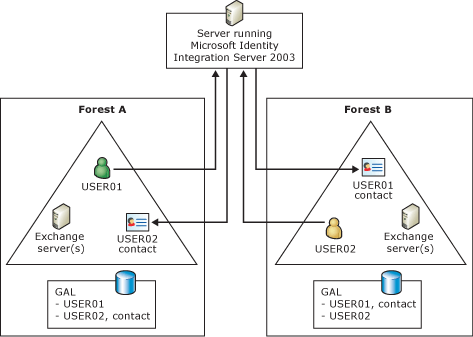 Server running
Microsoft Identity
Integration Server 2003
Forest A
USER01
Exchange
server(s)
USER02
contact
GAL
- USER01
- USER02, contact
Forest B
USER01
contact
USER02
Exchange
server(s)
GAL
- USER01, contact
- USER02